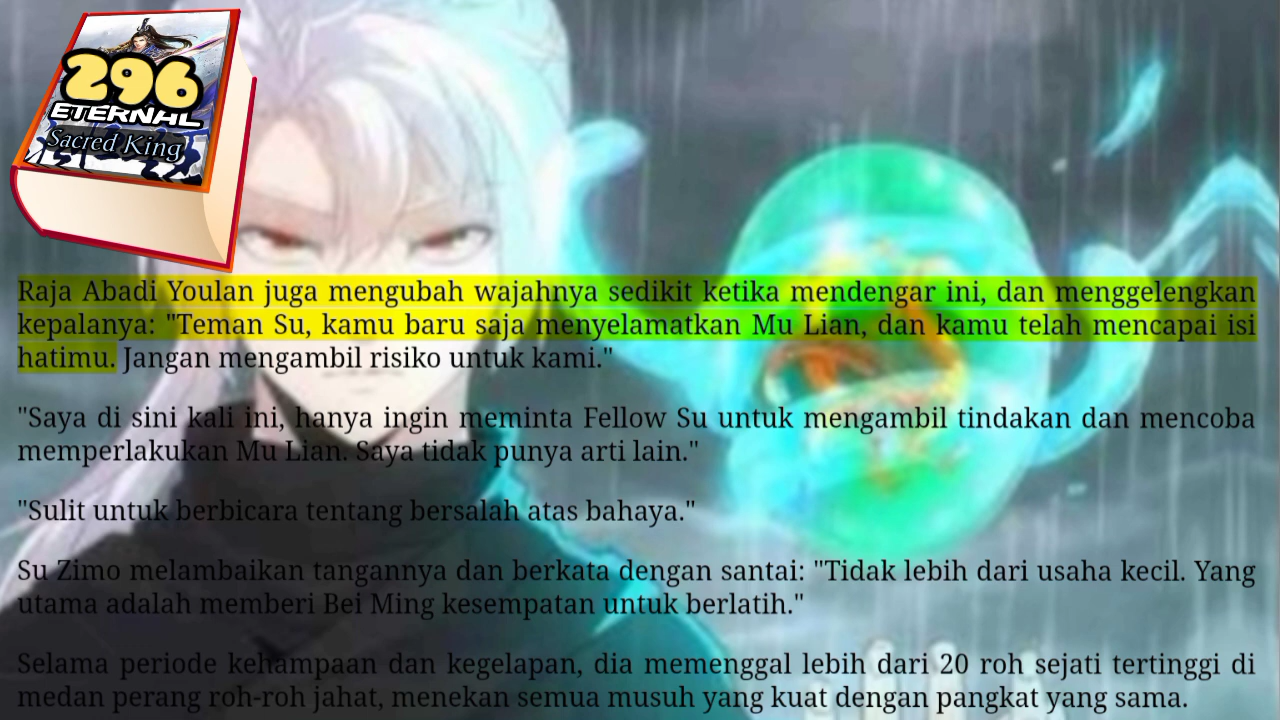 296
ETERNAL
Sacred King
Raja Abadi Youlan juga mengubah wajahnya sedikit ketika mendengar ini, dan menggelengkan
kepalanya: "Teman Su, kamu baru saja menyelamatkan Mu Lian, dan kamu telah mencapai isi
hatimu. Jangan mengambil risiko untuk kami."
"Saya di sini kali ini, hanya ingin meminta Fellow Su untuk mengambil tindakan dan mencoba
memperlakukan Mu Lian. Saya tidak punya arti lain."
"Sulit untuk berbicara tentang bersalah atas bahaya."
Su Zimo melambaikan tangannya dan berkata dengan santai: "Tidak lebih dari usaha kecil. Yang
utama adalah memberi Bei Ming kesempatan untuk berlatih."
Selama periode kehampaan dan kegelapan, dia memenggal lebih dari 20 roh sejati tertinggi di
medan perang roh-roh jahat, menekan semua musuh yang kuat dengan pangkat yang sama.